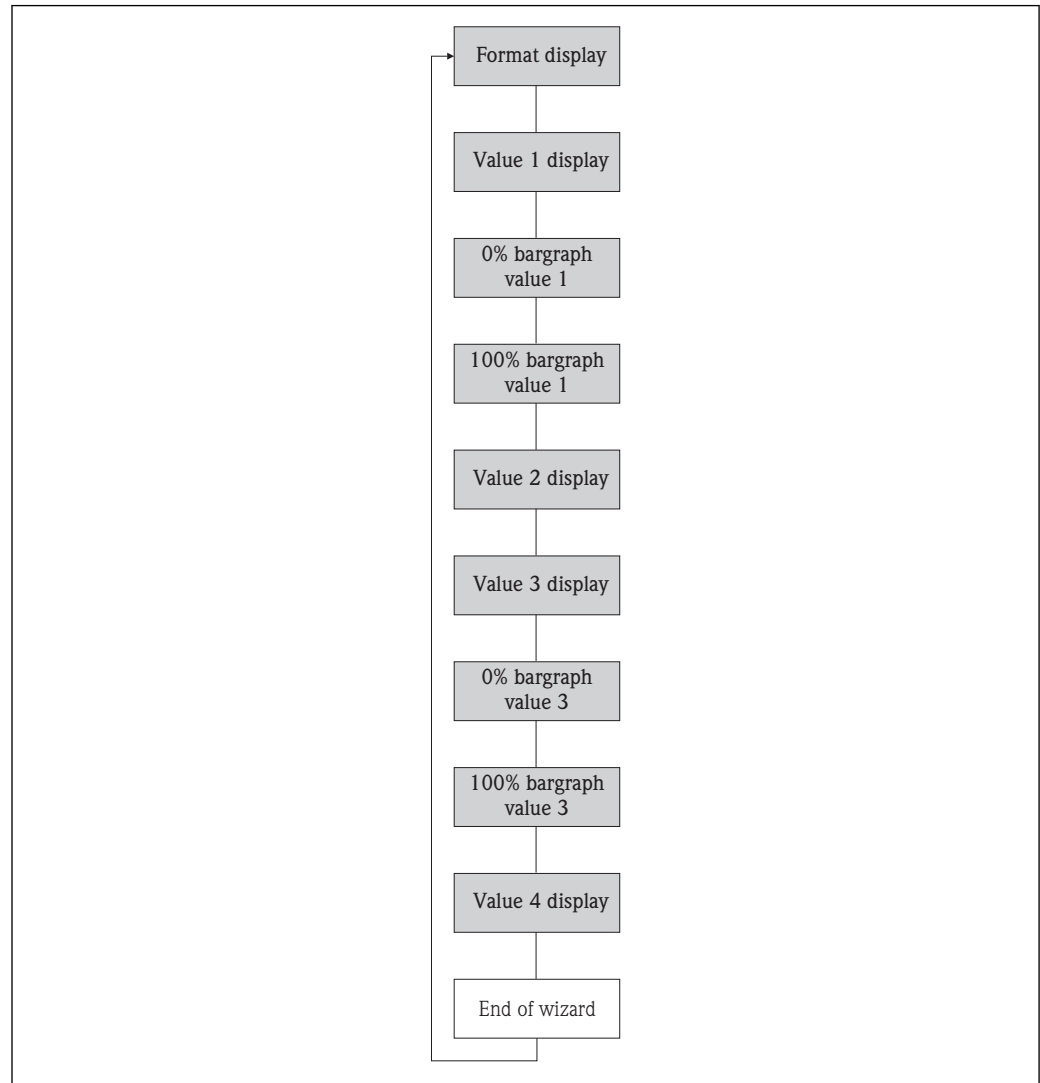 Format display
Value 1 display
0% bargraph
value 1
100% bargraph
value 1
Value 2 display
Value 3 display
0% bargraph
value 3
100% bargraph
value 3
Value 4 display
End of wizard